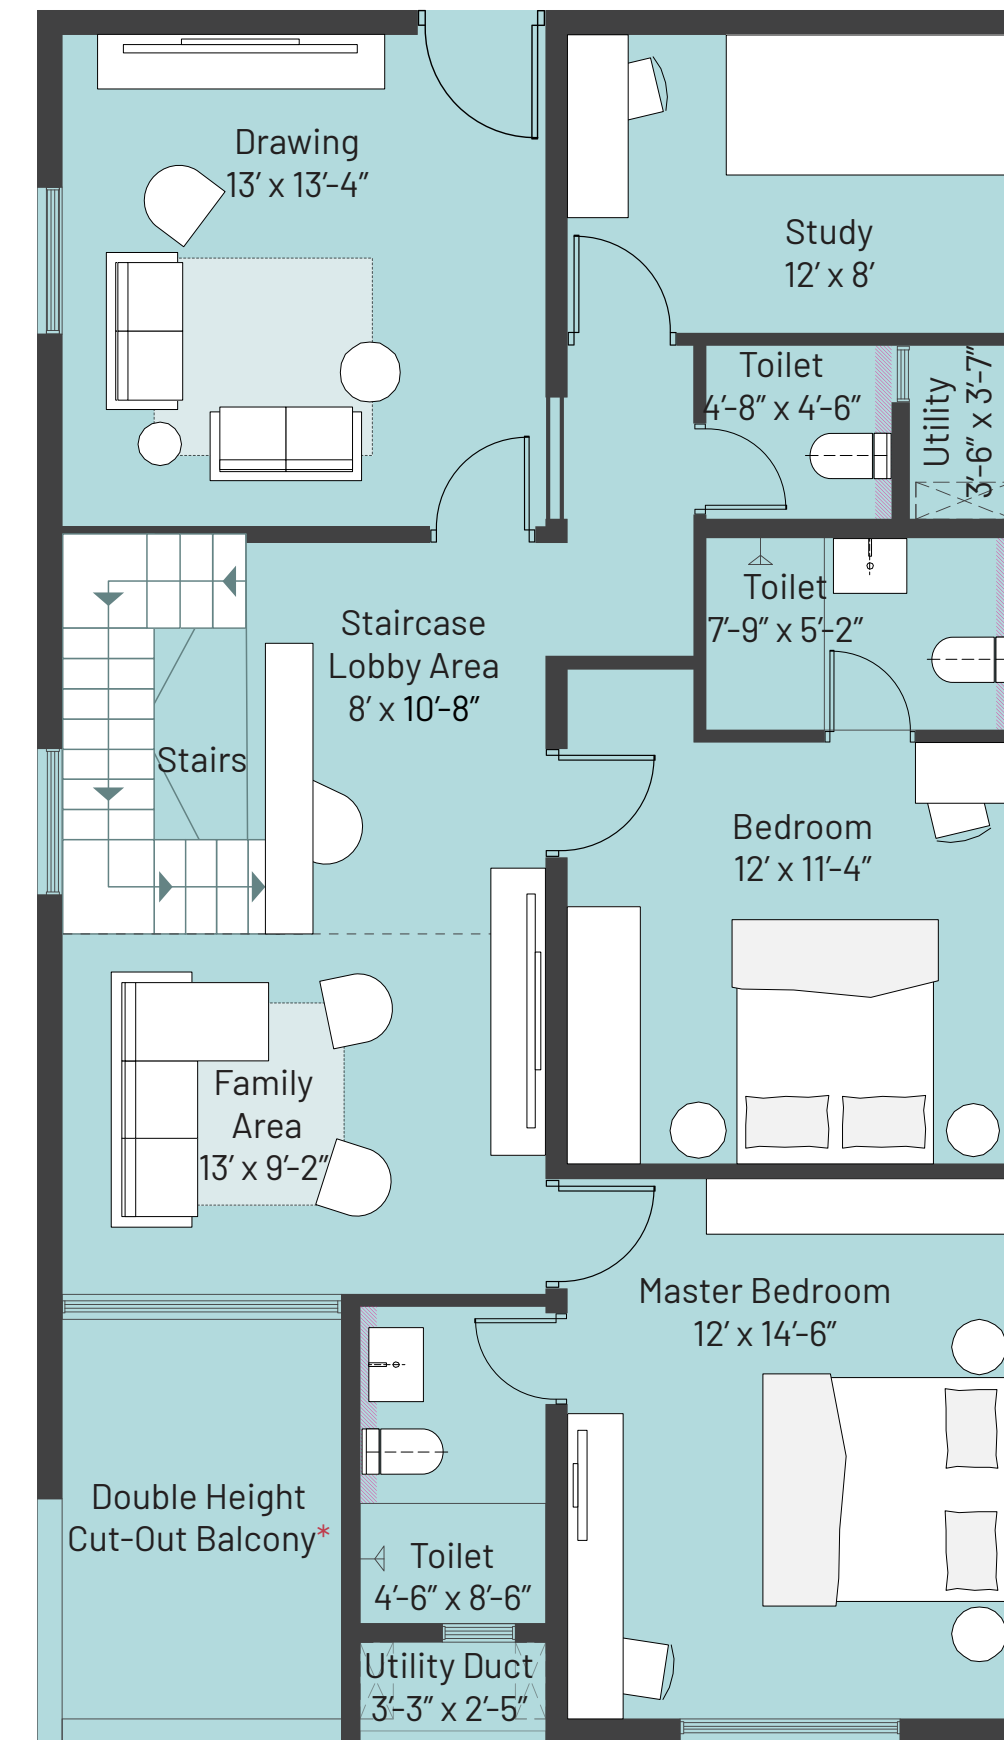 Drawing
13′ x 13′-4″
Study
12′ x 8′
Toilet
4′-8″ x 4′-6″
Utility
3′-6″ x 3′-7″
Toilet
7′-9″ x 5′-2″
Staircase
Lobby Area
8′ x 10′-8″
Stairs
Bedroom
12′ x 11′-4″
Family
Area
13′ x 9′-2″
Master Bedroom
12′ x 14′-6″
Double Height
Cut-Out Balcony*
Toilet
4′-6″ x 8′-6″
Utility Duct
3′-3″ x 2′-5″